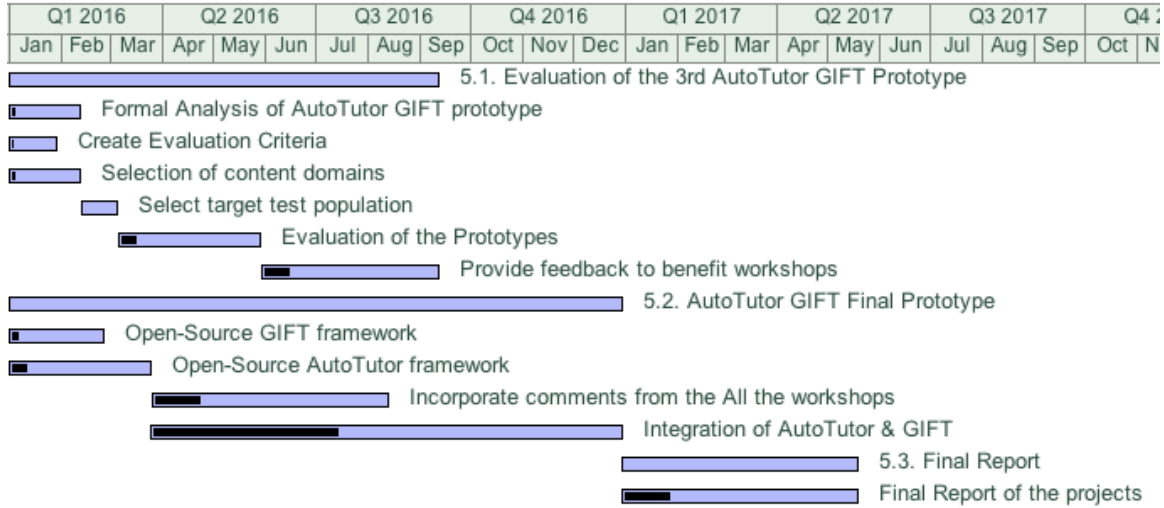 Q1 2016 Q2 2016 Q3 2016 Q4 2016 Q1 2017 Q2 2017 Q3 2017 Q4
Jan Feb Mar Apr May Jun Jul Aug Sep Oct Nov Dec Jan Feb Mar Apr May Jun Jul Aug Sep Oct N
5.1. Evaluation of the 3rd AutoTutor GIFT Prototype
Formal Analysis of AutoTutor GIFT prototype
Create Evaluation Criteria
Selection of content domains
Select target test population
Evaluation of the Prototypes
Provide feedback to benefit workshops
5.2. AutoTutor GIFT Final Prototype
Open-Source GIFT framework
Open-Source AutoTutor framework
Incorporate comments from the All the workshops
Integration of AutoTutor & GIFT
5.3. Final Report
Final Report of the projects